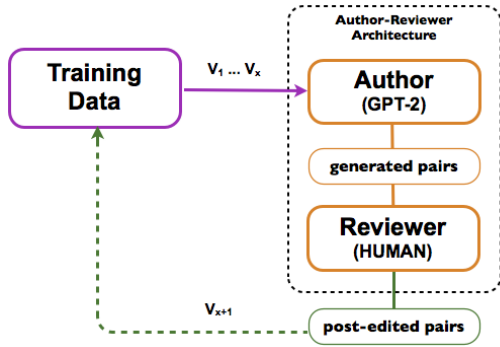 Author-Reviewer
Architecture
Training
Data
V1 ... Vx
Author
(GPT-2)
generated pairs
Reviewer
(HUMAN)
Vx+1
post-edited pairs